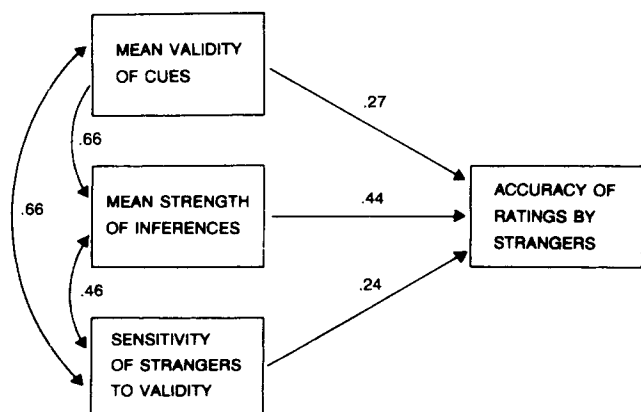 MEAN VALIDITY
OF CUES
.27
.66
MEAN STRENGTH
OF INFERENCES
.44
ACCURACY OF
RATINGS BY
STRANGERS
.66
.46
.24
SENSITIVITY
OF STRANGERS
TO VALIDITY